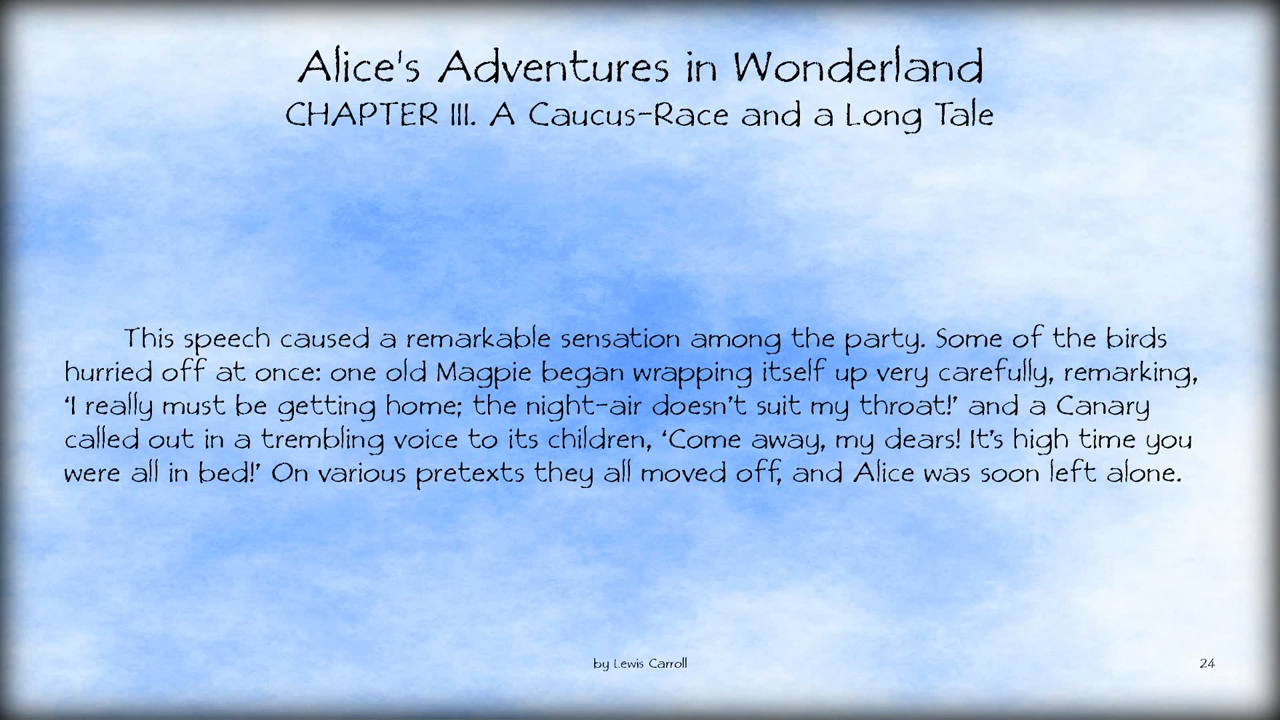 Alice's Adventures in Wonderland
CHAPTER III. A Caucus-Race and a Long Tale
This speech caused a remarkable sensation among the party. Some of the birds
hurried off at once: one old Magpie began wrapping itself up very carefully, remarking,
‘I really must be getting home; the night-air doesn’t suit my throat!’ and a Canary
called out in a trembling voice to its children, ‘Come away, my dears! It’s high time you
were all in bed!’ On various pretexts they all moved off, and Alice was soon left alone.
by Lewis Carroll
24